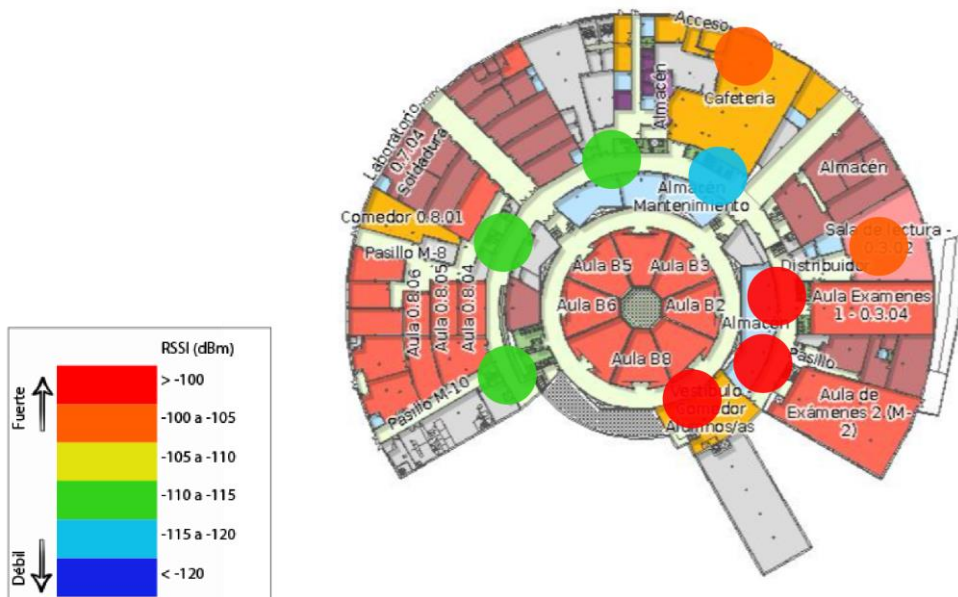 Acceso
Cafetería
Almacén
Laboratorio
0.7.04
Soldadura
Almacén
Mantenimiento
Almacén
Comedor 0.8.01
Sala de lectura -
0.3.02
Pasillo M-8
Distribuidor
Aula B5
Aula B3
Aula 0.8.06
Aula 0.8.05
Aula 0.8.04
Aula B6
Aula B2
Aula Exámenes
1 - 0.3.04
Almacén
Aula B8
Pasillo
Pasillo M-10
Vestíbulo
Comedor
Alumnos/as
Aula de
Exámenes 2 (M-
2)
RSSI (dBm)
Fuerte
> -100
-100 a -105
-105 a -110
-110 a -115
-115 a -120
Débil
< -120